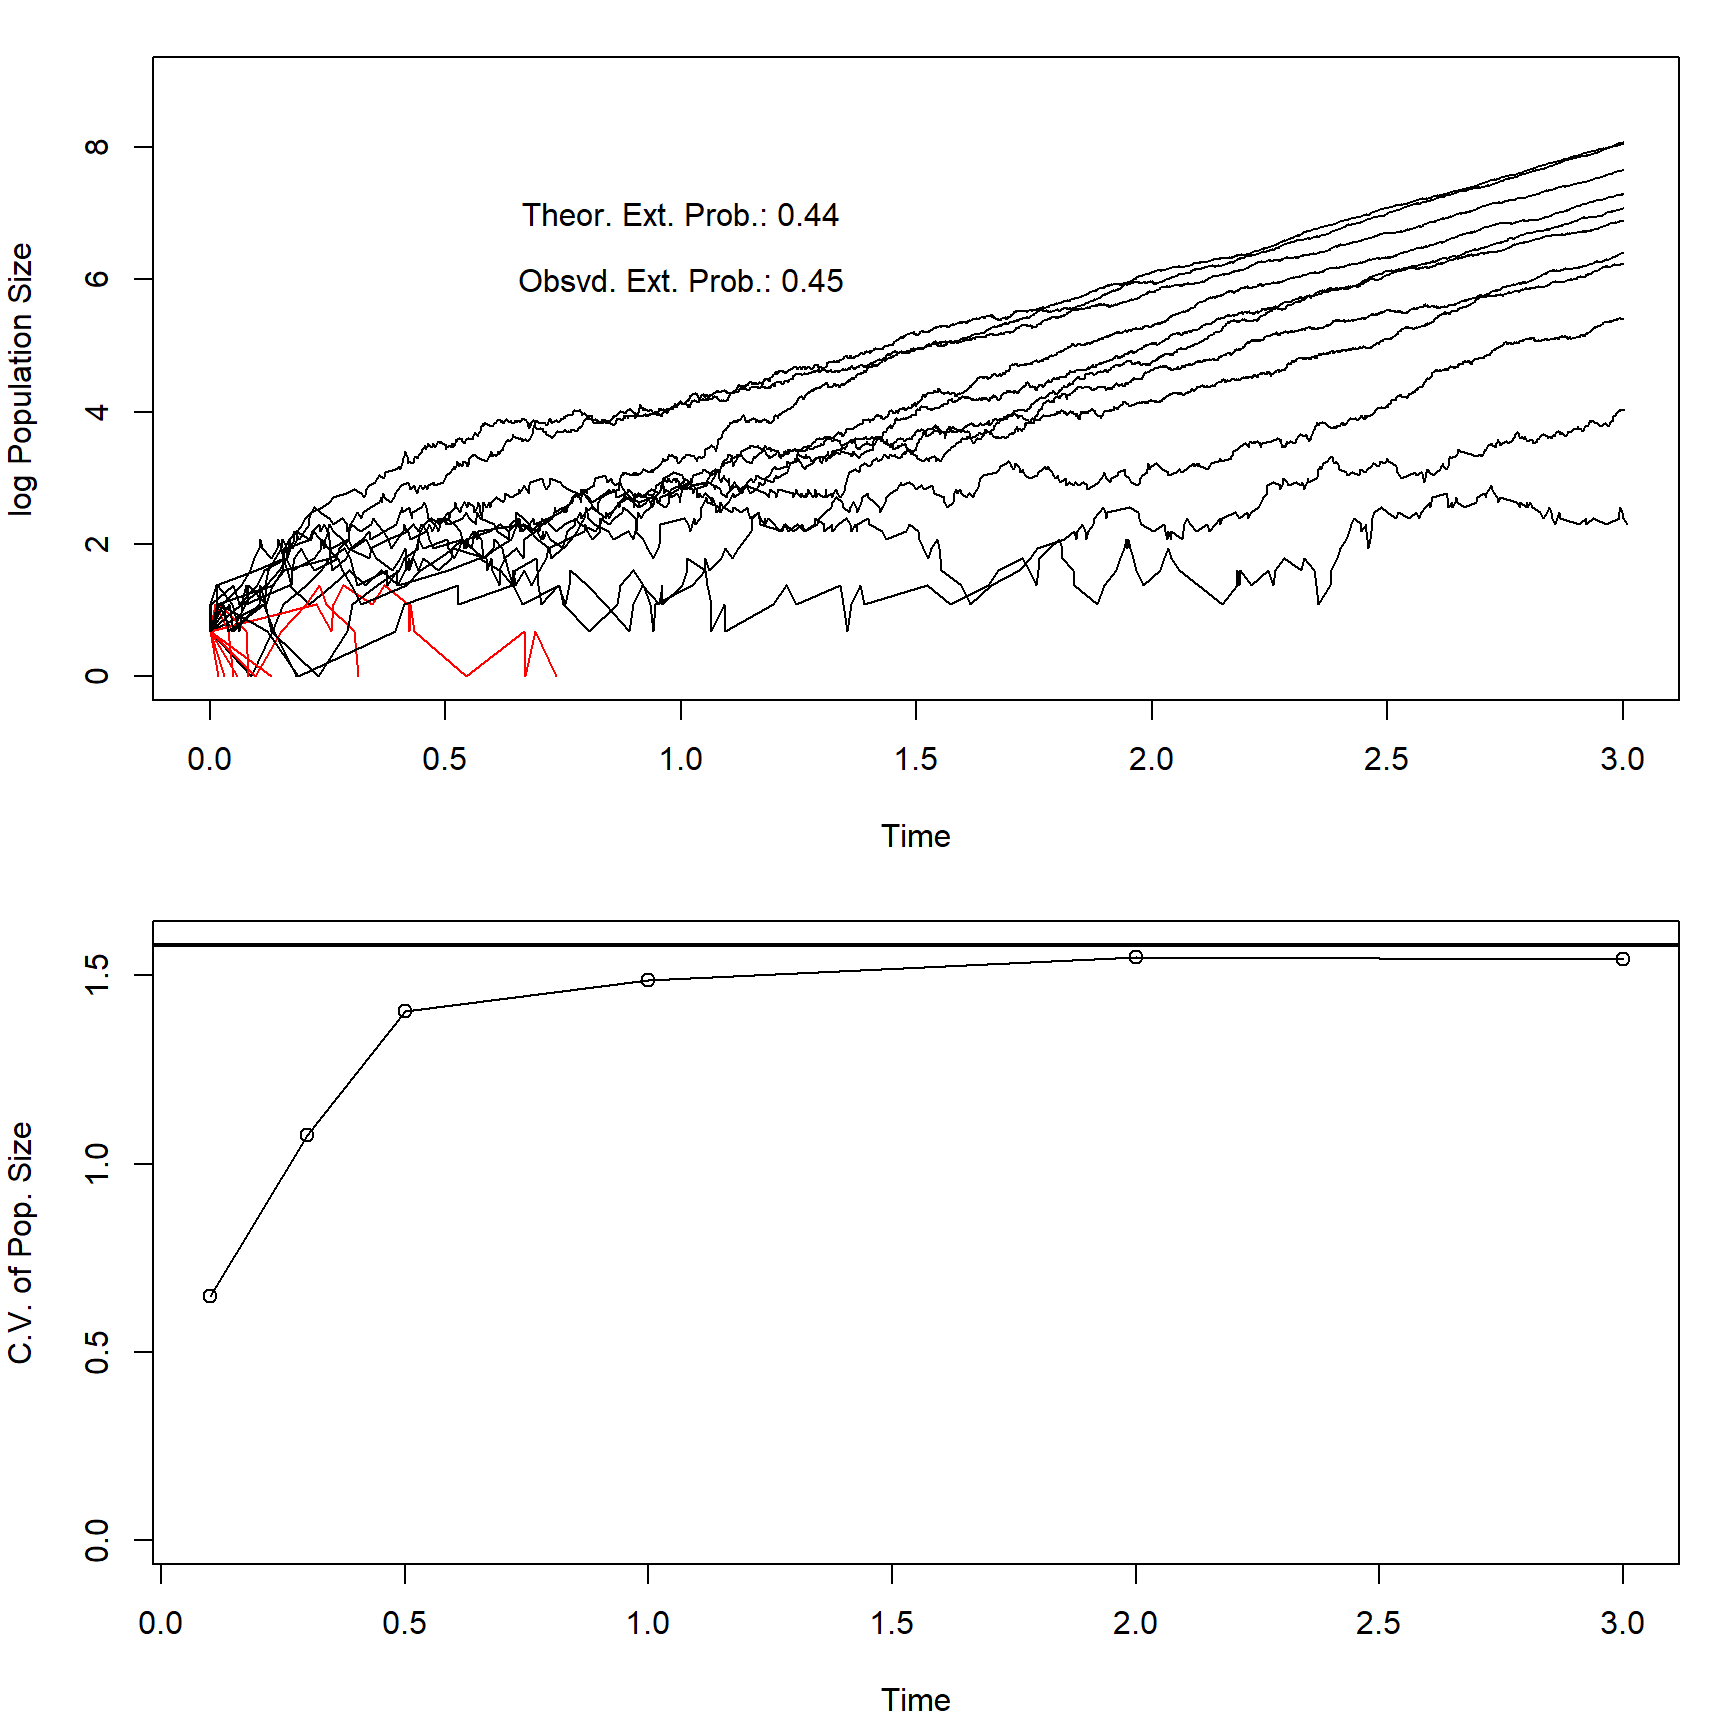 log Population Size
8
6
4
2
0
Theor. Ext. Prob.: 0.44
Obsvd. Ext. Prob.: 0.45
0.0 0.5 1.0 1.5 2.0 2.5 3.0
Time
C.V. of Pop. Size
1.5
1.0
0.5
0.0
0.0 0.5 1.0 1.5 2.0 2.5 3.0
Time